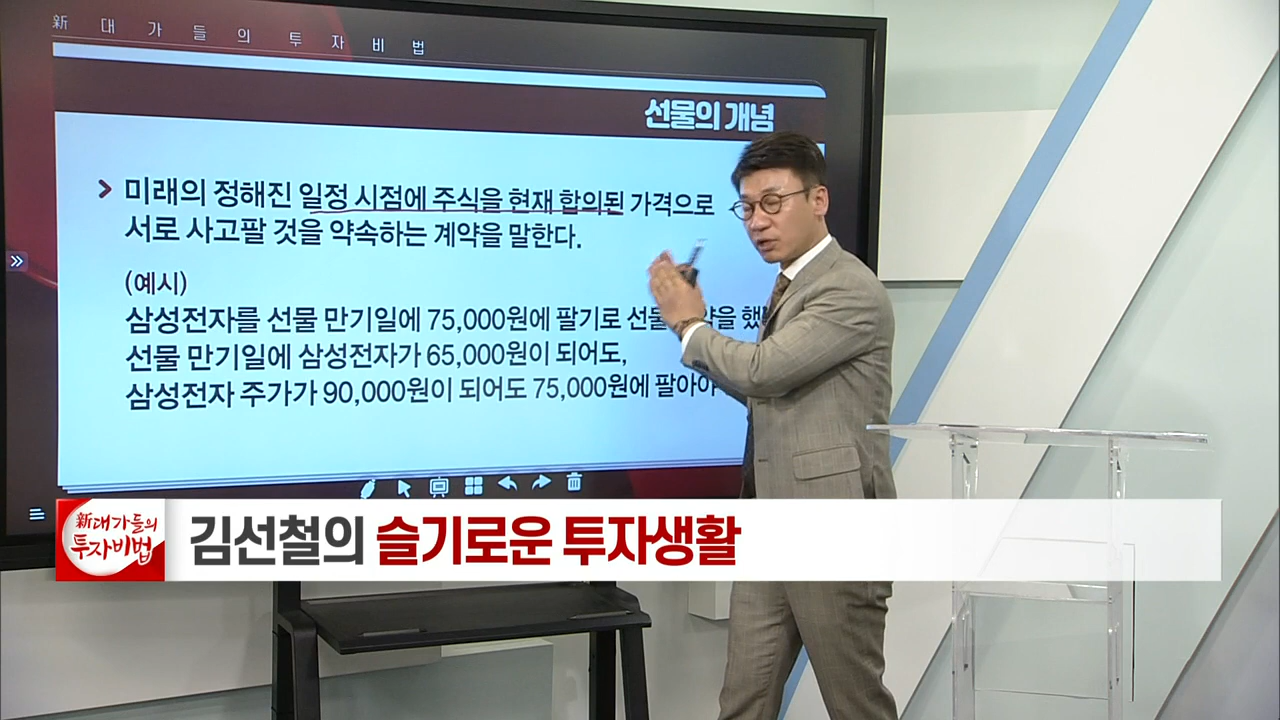 新 대 가 들 의 투 자 비 법
선물의 개념
미래의 정해진 일정 시점에 주식을 현재 합의된 가격으로
서로 사고팔 것을 약속하는 계약을 말한다.
(예시)
삼성전자를 선물 만기일에 75,000원에 팔기로
선물 만기일에 삼성전자가 65,000원이 되어도,
삼성전자 주가가 90,000원이 되어도 75,000원에 팔아야
新대가들의
투자비법
김선철의 슬기로운 투자생활